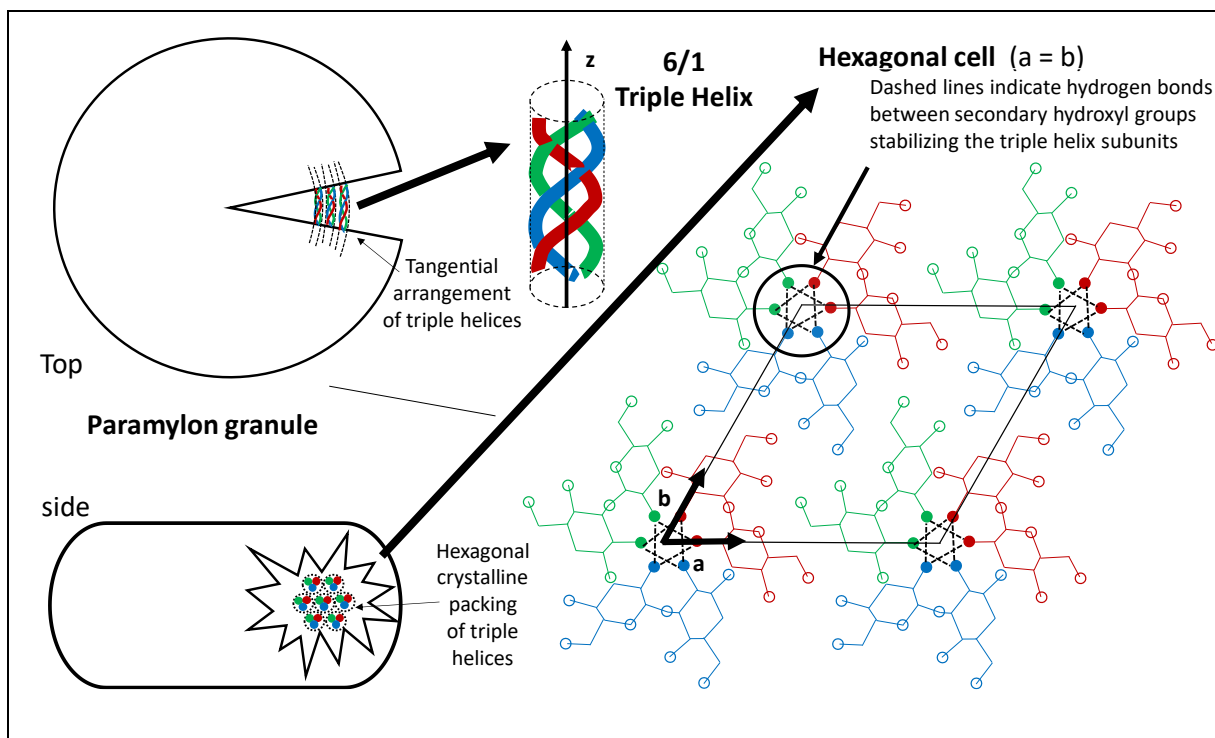 Top
Tangential
arrangement
of triple helices
z
6/1
Triple Helix
Hexagonal cell (a = b)
Dashed lines indicate hydrogen bonds
between secondary hydroxyl groups
stabilizing the triple helix subunits
Paramylon granule
side
Hexagonal
crystalline
packing
of triple
helices
b
a